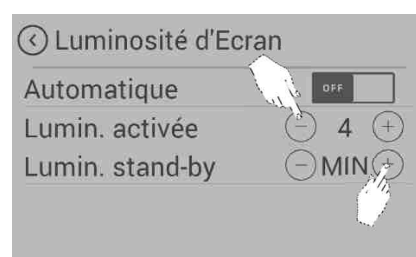 Luminosité d'Ecran
Automatique OFF
Lumin. activée − 4 +
Lumin. stand-by − MIN +